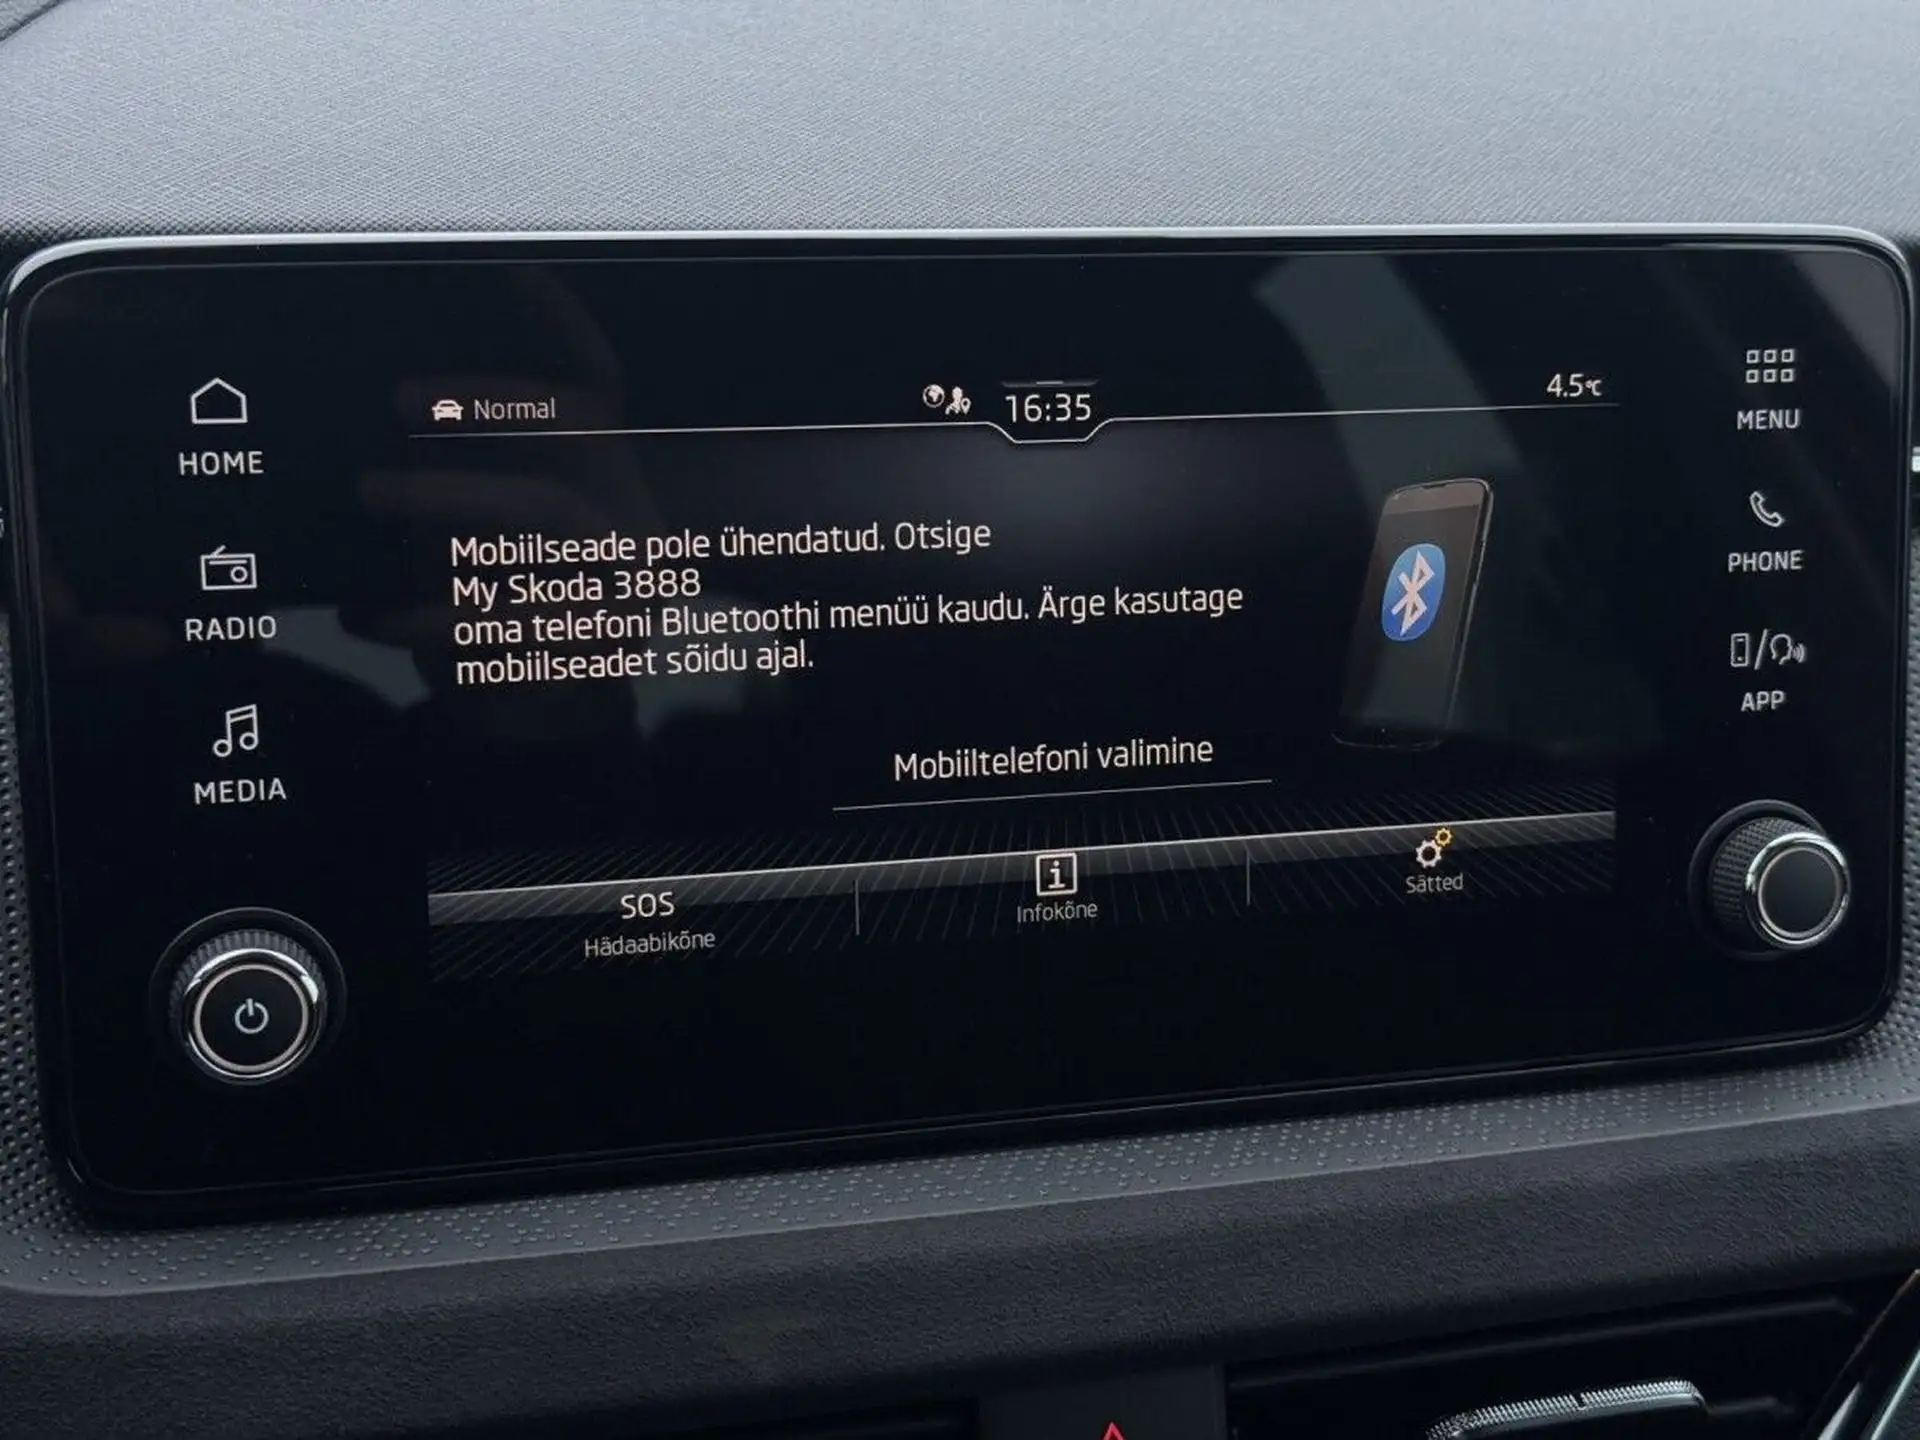 HOME
RADIO
MEDIA
Normal
16:35
4.5°C
Mobiilseade pole ühendatud. Otsige
My Skoda 3888
oma telefoni Bluetoothi menüü kaudu. Ärge kasutage
mobiilseadet sõidu ajal.
Mobiiltelefoni valimine
SOS
Hädaabikõne
i
Infokõne
Sätted
MENU
PHONE
APP